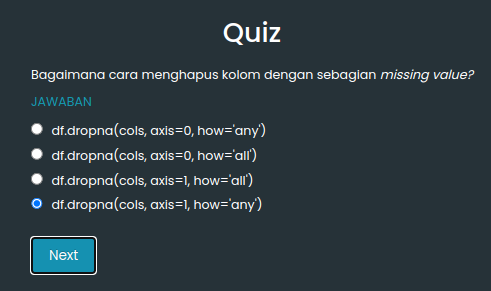 Quiz
Bagaimana cara menghapus kolom dengan sebagian missing value?
JAWABAN
df.dropna(cols, axis=0, how='any')
df.dropna(cols, axis=0, how='all')
df.dropna(cols, axis=1, how='all')
df.dropna(cols, axis=1, how='any')
Next